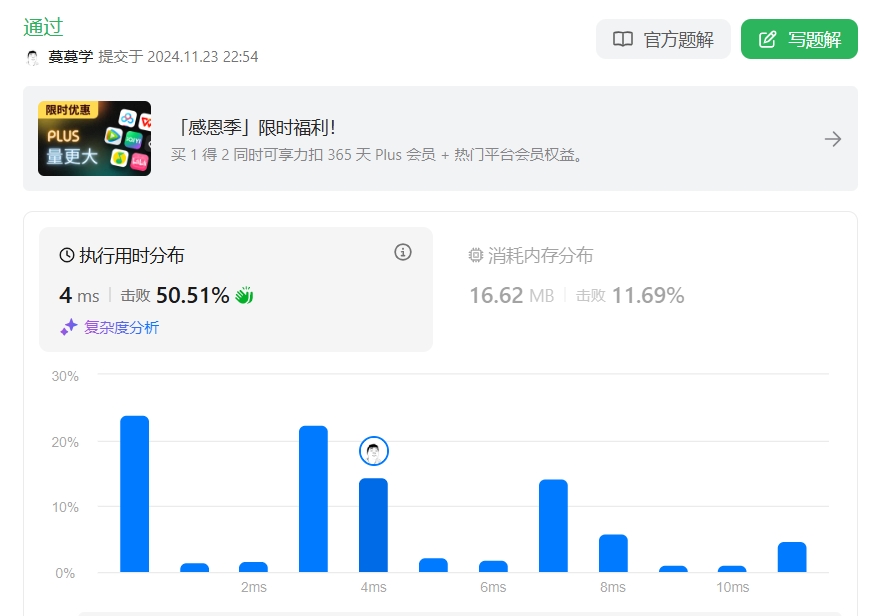 通过
蘷蘷学 提交于 2024.11.23 22:54
官方题解
写题解
限时优惠
PLUS
量更大
「感恩季」限时福利！
买 1 得 2 同时可享力扣 365 天 Plus 会员 + 热门平台会员权益。
执行用时分布
4 ms 击败 50.51%
复杂度分析
消耗内存分布
16.62 MB 击败 11.69%
30%
20%
10%
0%
2ms
4ms
6ms
8ms
10ms